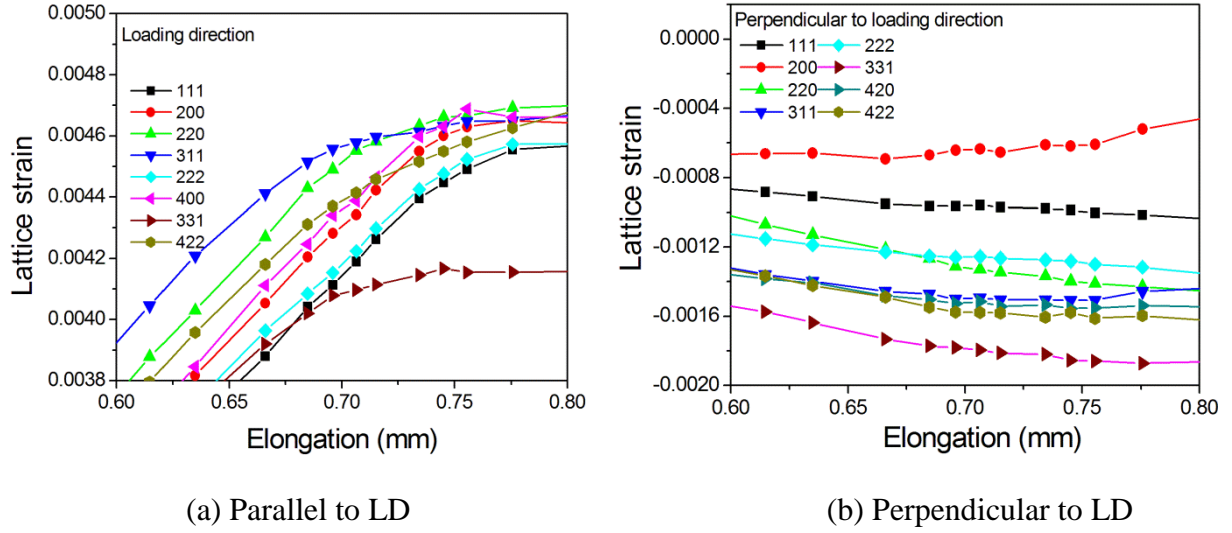 Loading direction
111
200
220
311
222
400
331
422
0.0050
0.0048
0.0046
0.0044
0.0042
0.0040
0.0038
Lattice strain
0.60 0.65 0.70 0.75 0.80
Elongation (mm)
(a) Parallel to LD
Perpendicular to loading direction
111 222
200 331
220 420
311 422
0.0000
-0.0004
-0.0008
-0.0012
-0.0016
-0.0020
Lattice strain
0.60 0.65 0.70 0.75 0.80
Elongation (mm)
(b) Perpendicular to LD